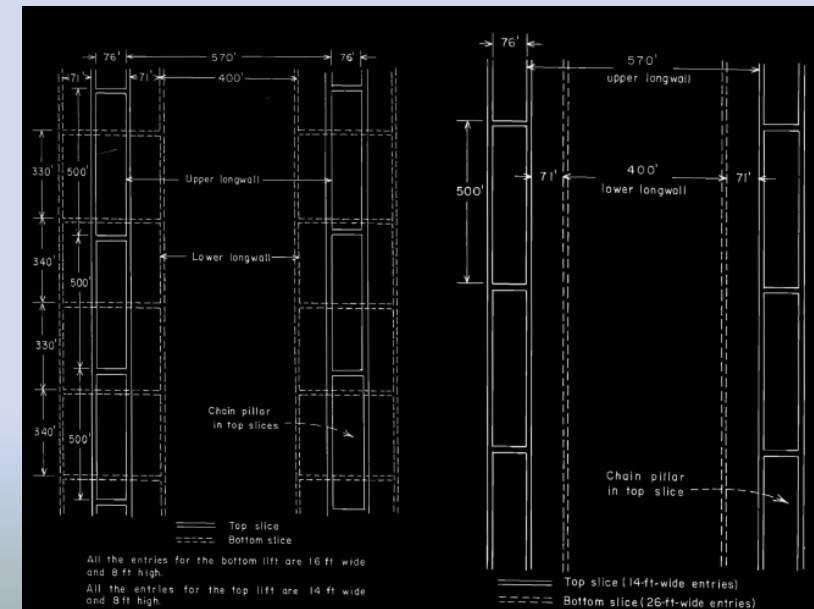 76'
570'
76'
71'
71'
400'
330'
500'
Upper longwall
340'
Lower longwall
500'
330'
340'
500'
Chain pillar
in top slices
Top slice
Bottom slice
All the entries for the bottom lift are 16 ft wide
and 8 ft high.
All the entries for the top lift are 14 ft wide
and 8 ft high.
76'
570'
upper longwall
500'
71'
400'
lower longwall
71'
Chain pillar
in top slice
Top slice (14-ft-wide entries)
Bottom slice (26-ft-wide entries)